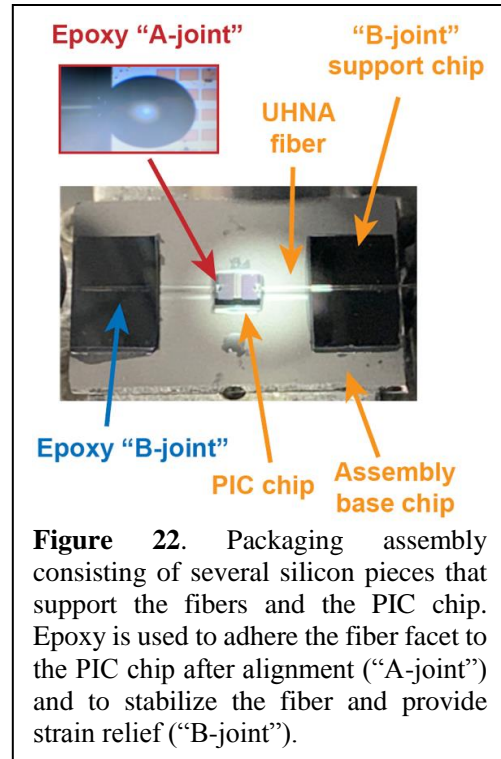 Epoxy “A-joint”
“B-joint”
support chip
UHNA
fiber
Epoxy “B-joint”
PIC chip
Assembly
base chip
Figure 22. Packaging assembly
consisting of several silicon pieces that
support the fibers and the PIC chip.
Epoxy is used to adhere the fiber facet to
the PIC chip after alignment (“A-joint”)
and to stabilize the fiber and provide
strain relief (“B-joint”).